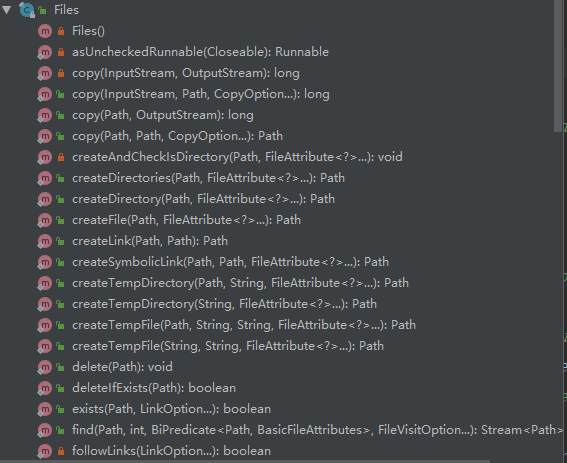 Files
Files()
asUncheckedRunnable(Closeable): Runnable
copy(InputStream, OutputStream): long
copy(InputStream, Path, CopyOption...): long
copy(Path, OutputStream): long
copy(Path, Path, CopyOption...): Path
createAndCheckIsDirectory(Path, FileAttribute<?>...): void
createDirectories(Path, FileAttribute<?>...): Path
createDirectory(Path, FileAttribute<?>...): Path
createFile(Path, FileAttribute<?>...): Path
createLink(Path, Path): Path
createSymbolicLink(Path, Path, FileAttribute<?>...): Path
createTempDirectory(Path, String, FileAttribute<?>...): Path
createTempDirectory(String, FileAttribute<?>...): Path
createTempFile(Path, String, String, FileAttribute<?>...): Path
createTempFile(String, String, FileAttribute<?>...): Path
delete(Path): void
deleteIfExists(Path): boolean
exists(Path, LinkOption...): boolean
find(Path, int, BiPredicate<Path, BasicFileAttributes>, FileVisitOption...): Stream<Path>
followLinks(LinkOption...): boolean